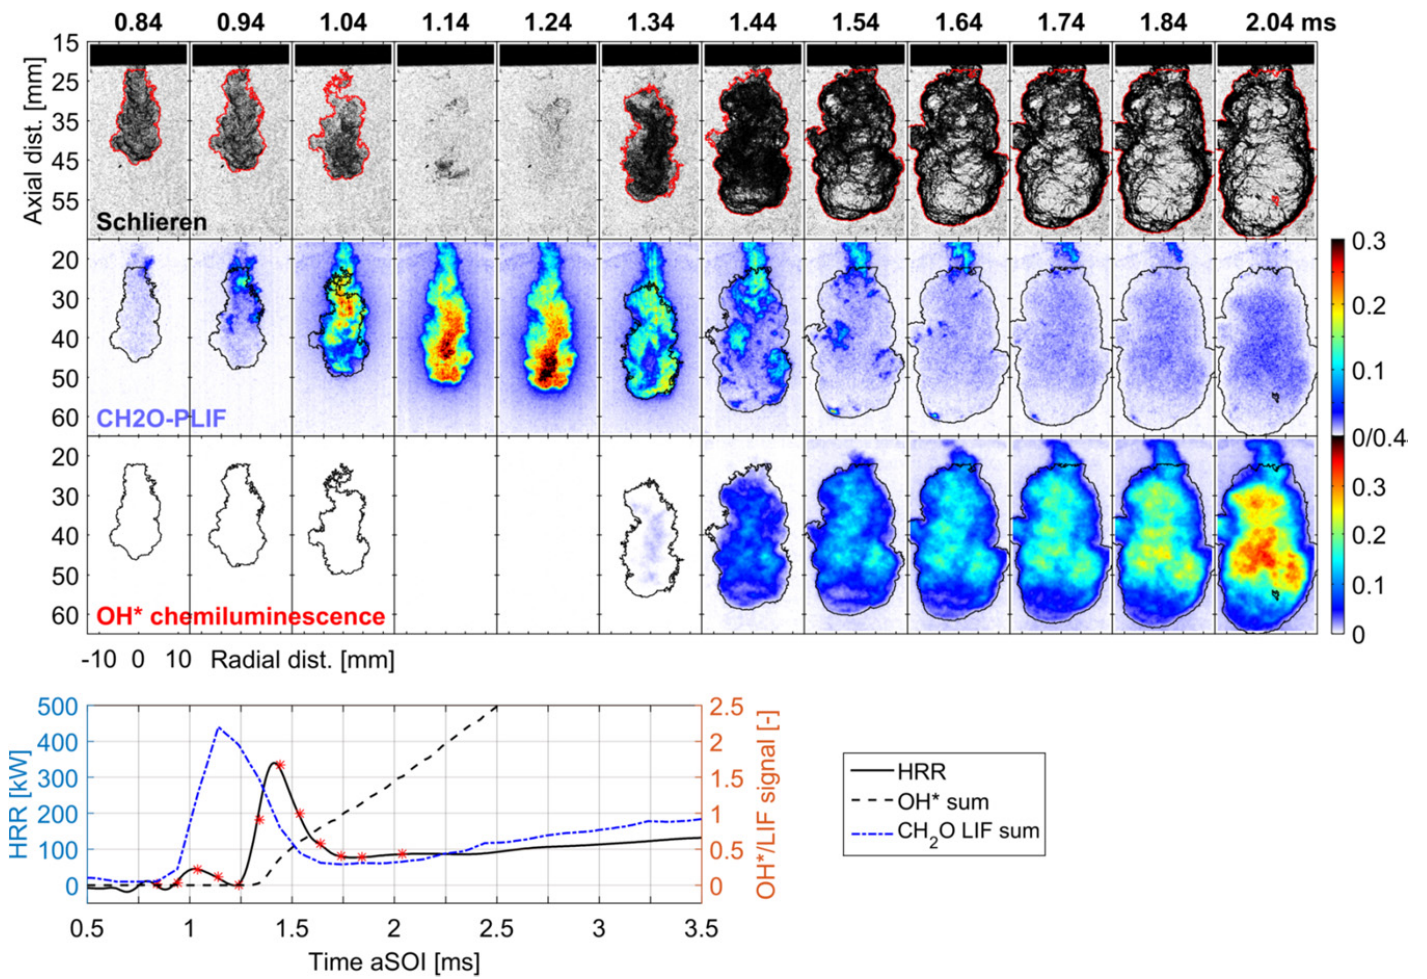 0.84 0.94 1.04 1.14 1.24 1.34 1.44 1.54 1.64 1.74 1.84 2.04 ms
15
25
35
45
55
Axial dist. [mm]
Schlieren
20
30
40
50
60
CH2O-PLIF
0.3
0.2
0.1
0/0.4
20
30
40
50
60
OH* chemiluminescence
0.3
0.2
0.1
0
-10 0 10 Radial dist. [mm]
500
400
300
200
100
0
HRR [kW]
2.5
2
1.5
1
0.5
0
OH*/LIF signal [-]
0.5 1 1.5 2 2.5 3 3.5
Time aSOI [ms]
HRR
OH* sum
CH2O LIF sum